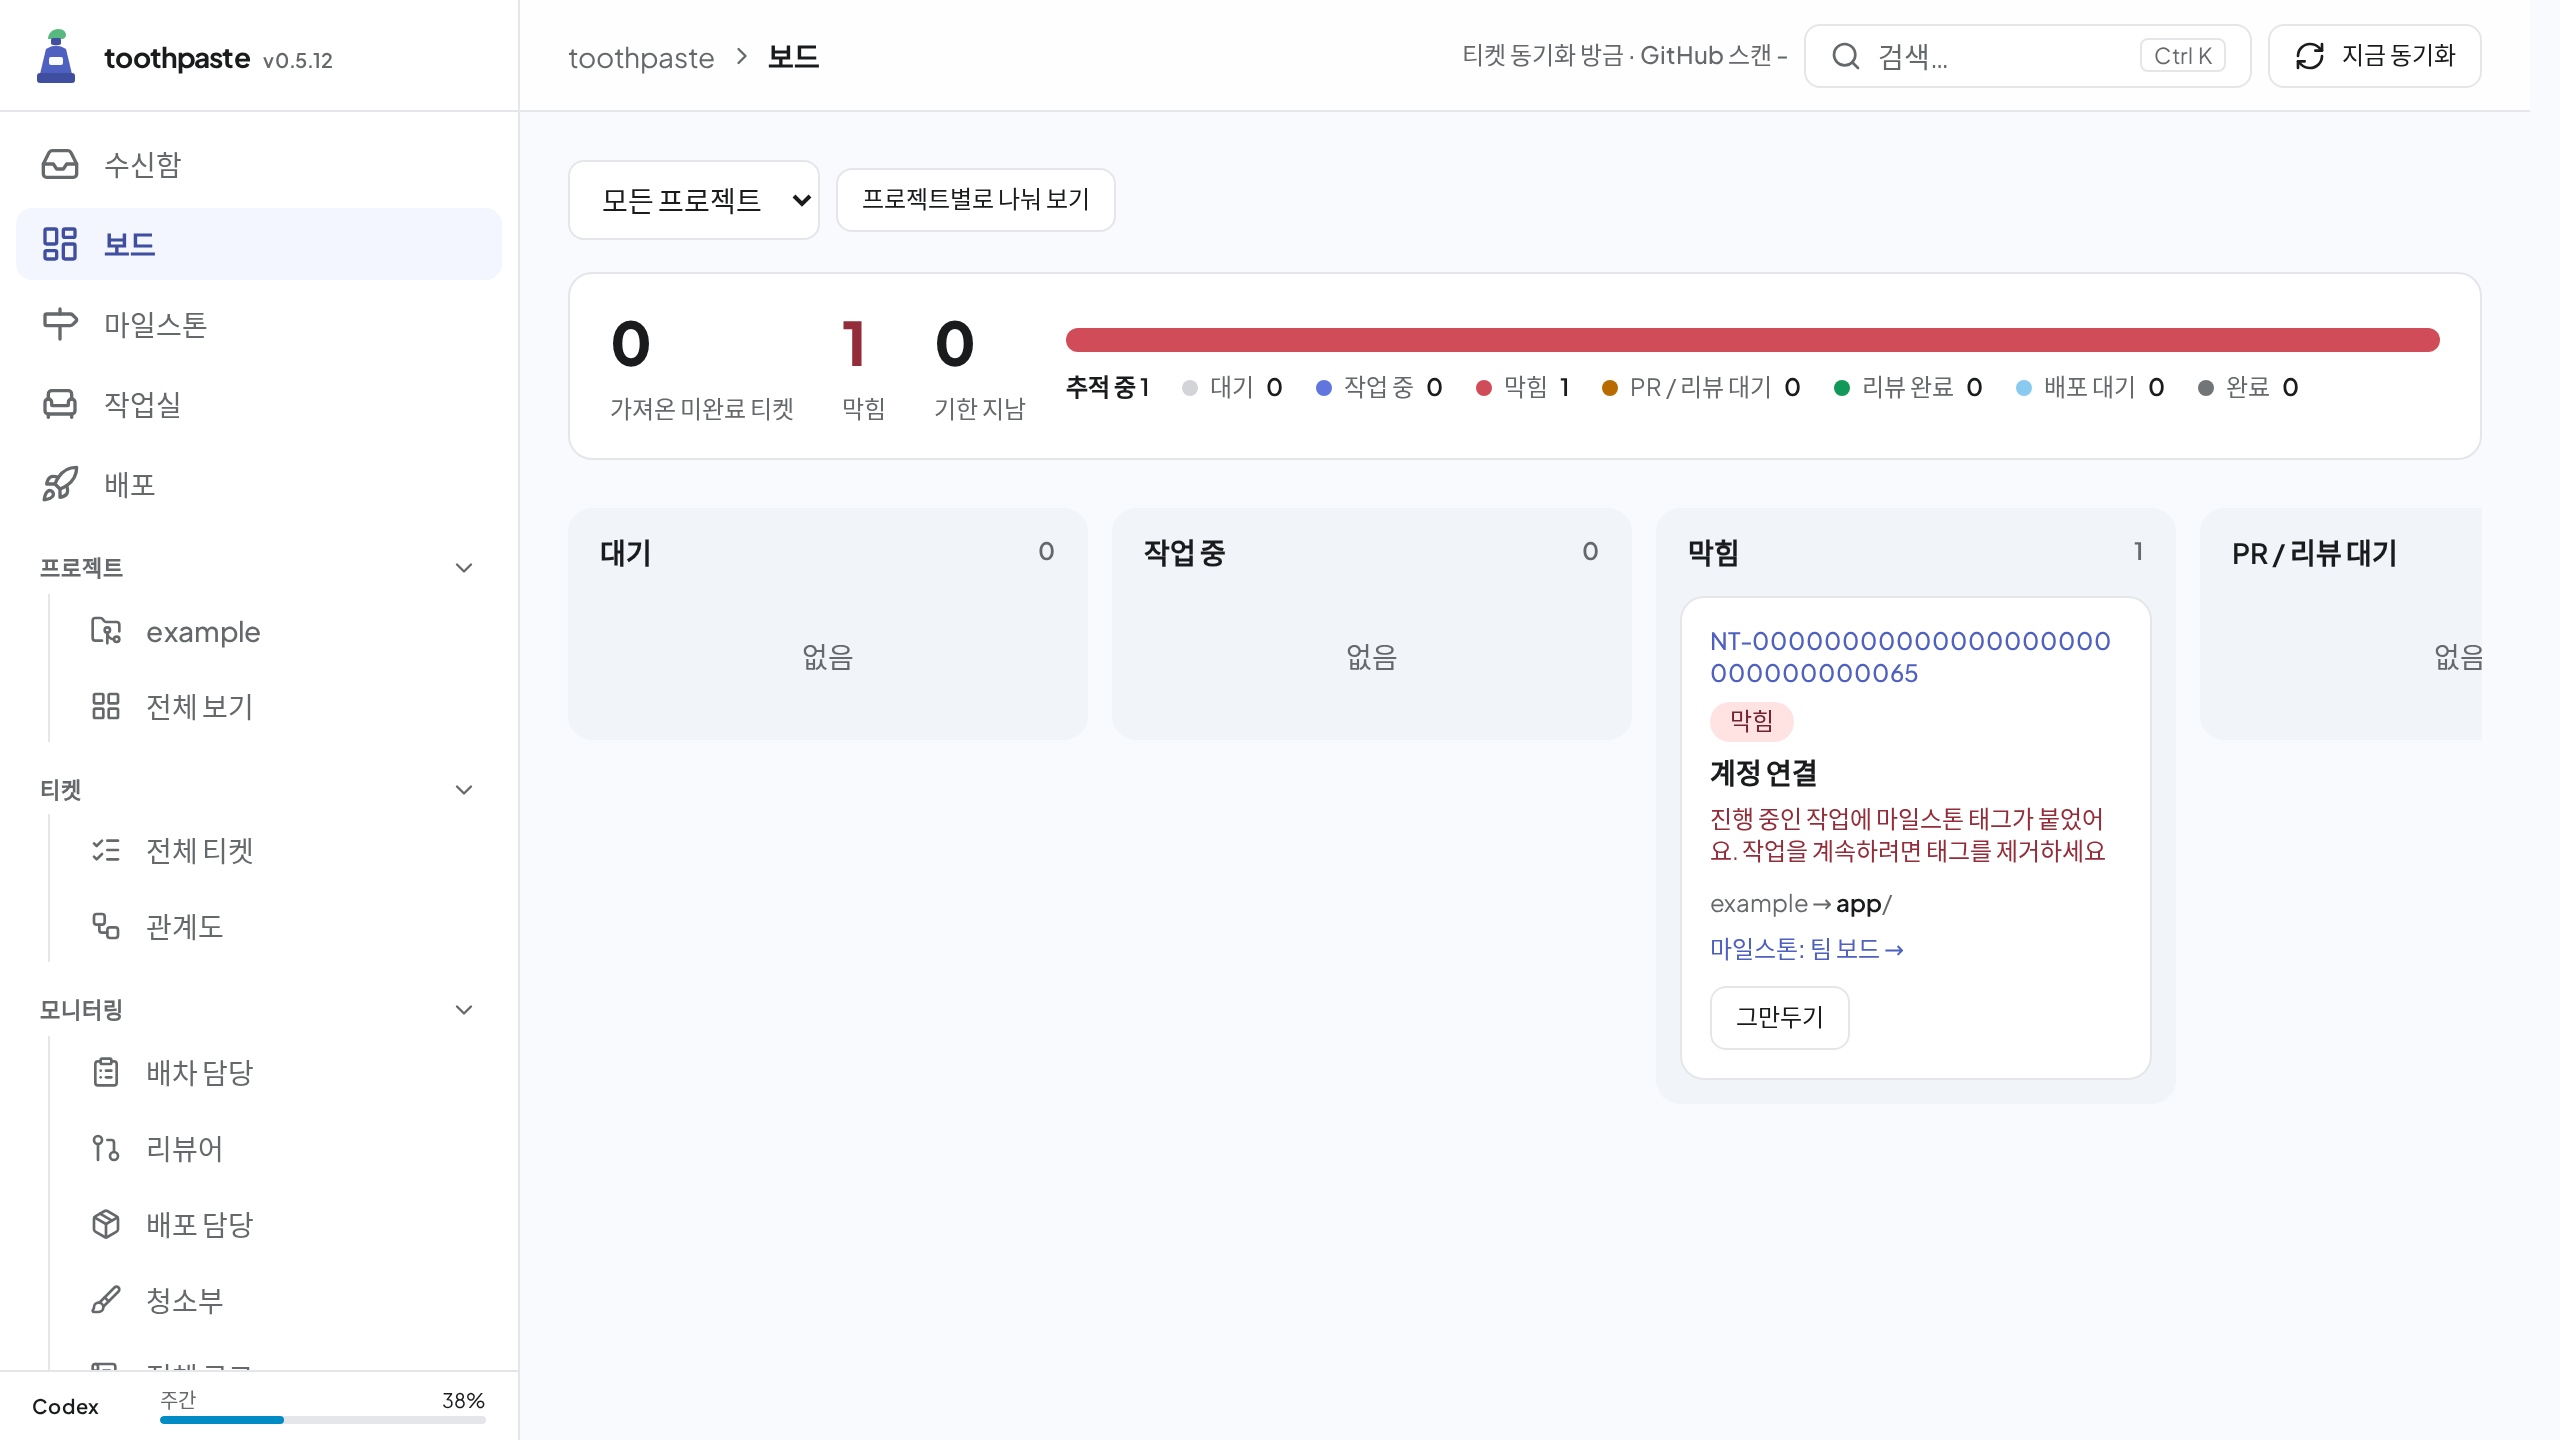 toothpaste v0.5.12
수신함
보드
마일스톤
작업실
배포
프로젝트
example
전체 보기
티켓
전체 티켓
관계도
모니터링
배차 담당
리뷰어
배포 담당
청소부
Codex
주간
38%
toothpaste > 보드
티켓 동기화 방금 · GitHub 스캔 -
검색...
Ctrl K
지금 동기화
모든 프로젝트
프로젝트별로 나눠 보기
0
가져온 미완료 티켓
1
막힘
0
기한 지남
추적 중 1 대기 0 작업 중 0 막힘 1 PR / 리뷰 대기 0 리뷰 완료 0 배포 대기 0 완료 0
대기 0
없음
작업 중 0
없음
막힘 1
NT-00000000000000000000
000000000065
막힘
계정 연결
진행 중인 작업에 마일스톤 태그가 붙었어
요. 작업을 계속하려면 태그를 제거하세요
example → app/
마일스톤: 팀 보드 →
그만두기
PR / 리뷰 대기
없음